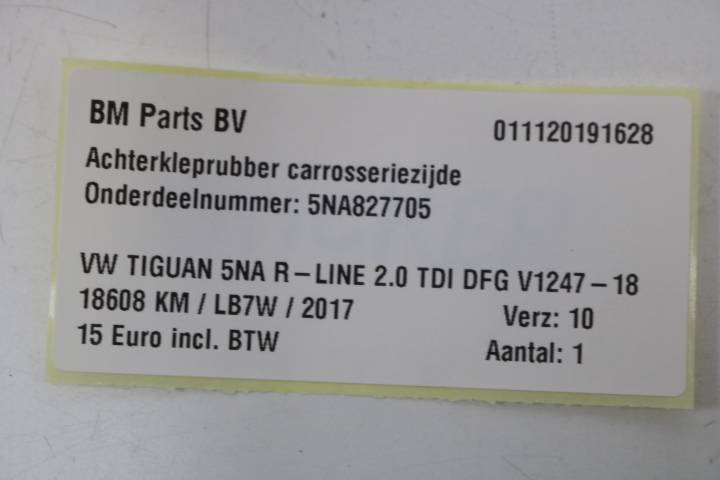 BM Parts BV 011120191628
Achterkleprubber carrosseriezijde
Onderdeelnummer: 5NA827705
VW TIGUAN 5NA R-LINE 2.0 TDI DFG V1247-18
18608 KM / LB7W / 2017 Verz: 10
15 Euro incl. BTW Aantal: 1